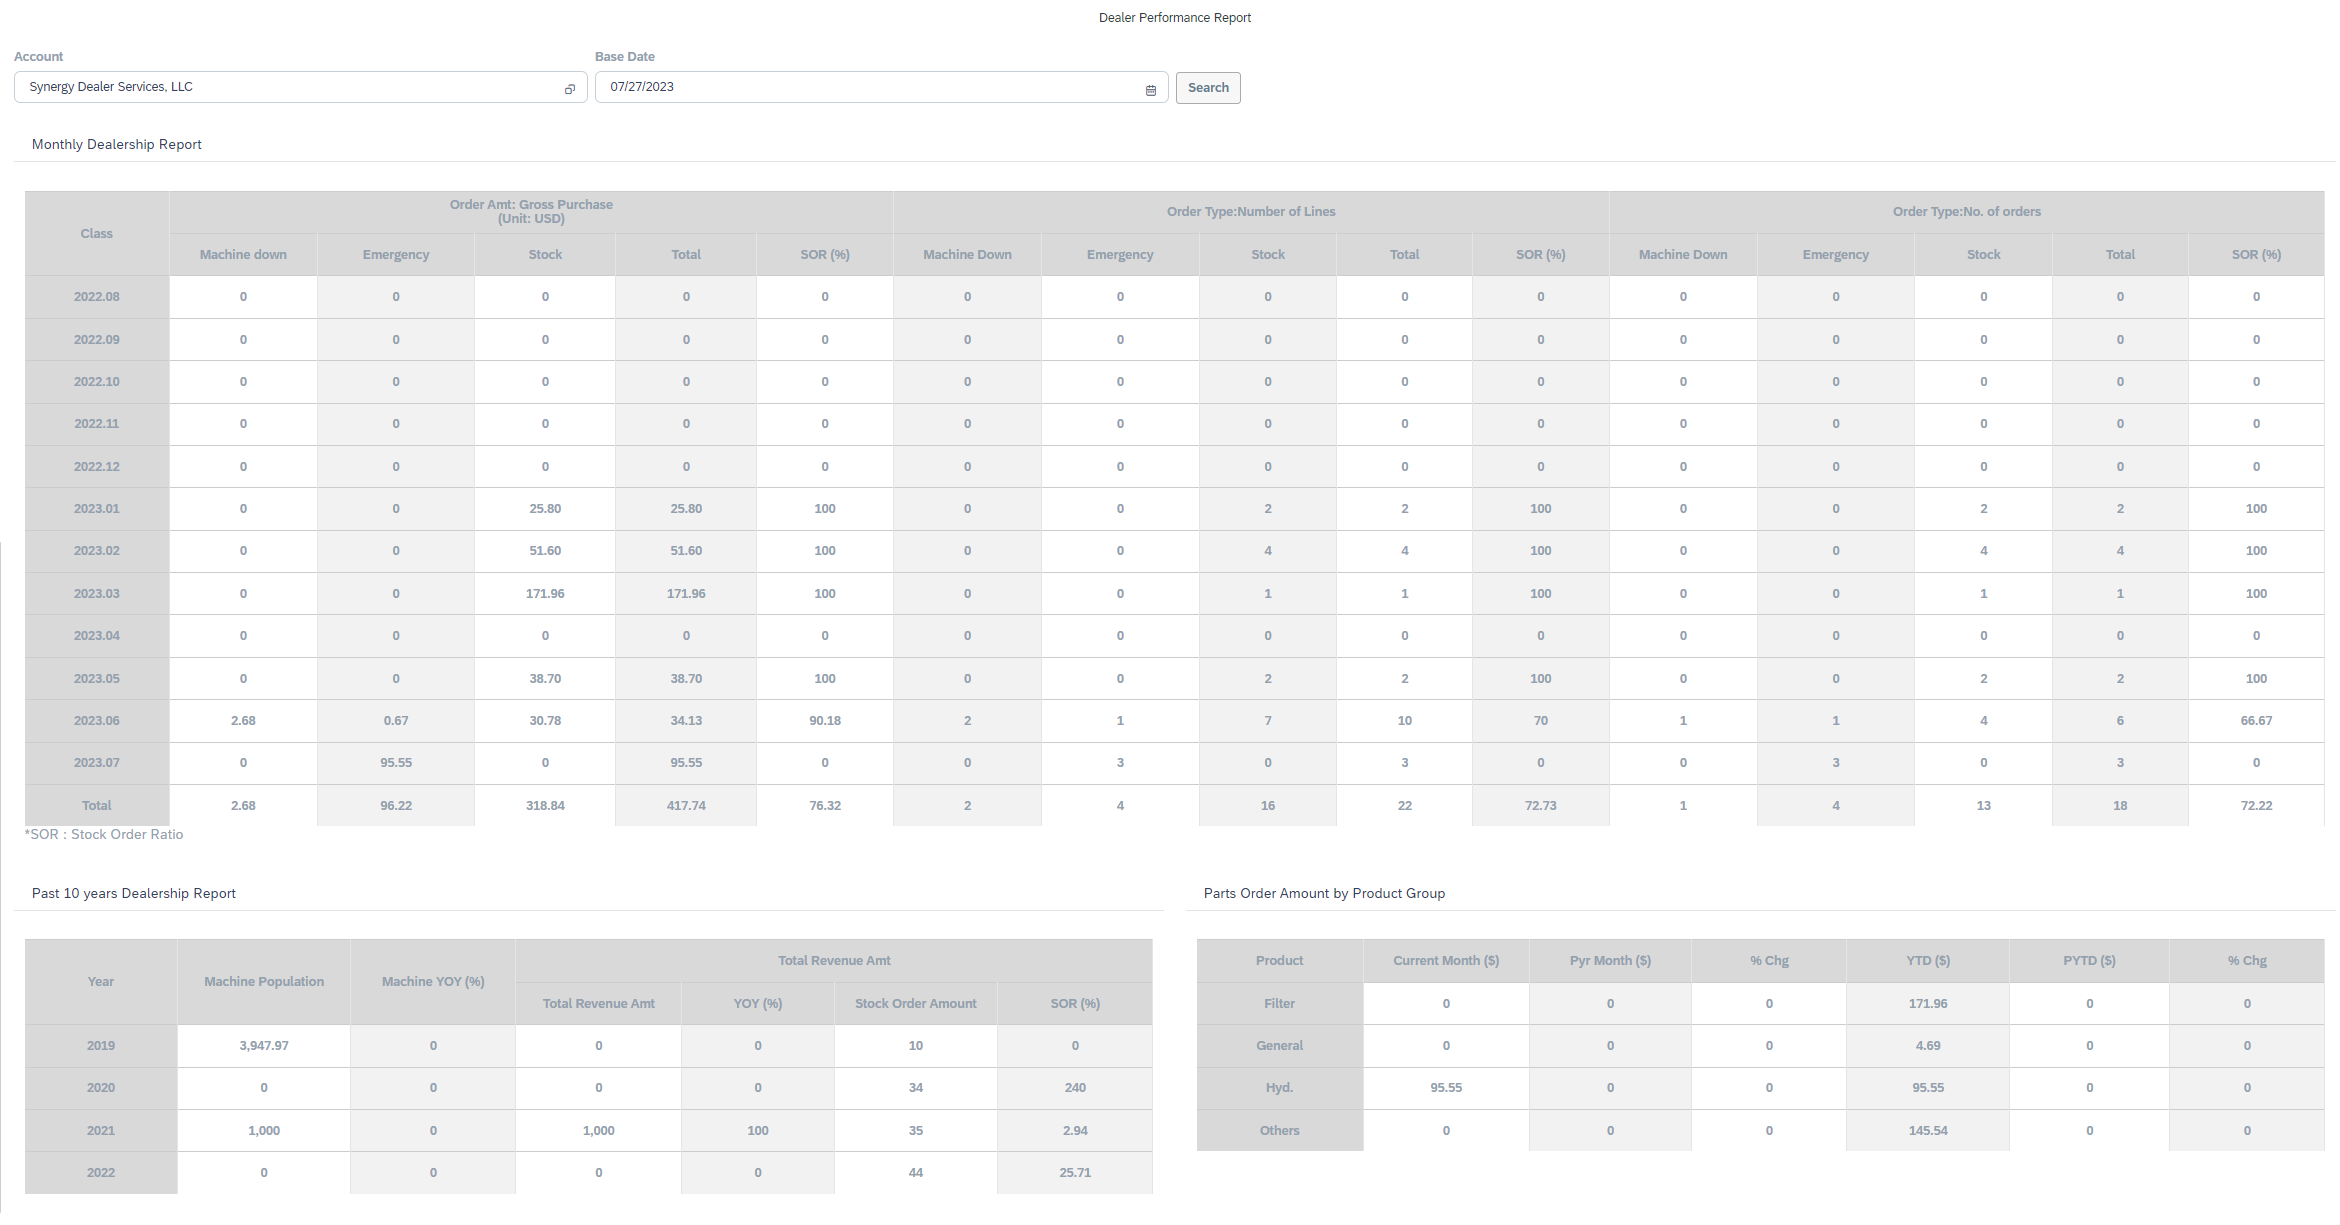 Dealer Performance Report
Account Base Date
Synergy Dealer Services, LLC 07/27/2023 Search
Monthly Dealership Report
Class Order Amt: Gross Purchase (Unit: USD) Order Type:Number of Lines Order Type:No. of orders
Machine down Emergency Stock Total SOR (%) Machine Down Emergency Stock Total SOR (%) Machine Down Emergency Stock Total SOR (%)
2022.08 0 0 0 0 0 0 0 0 0 0 0 0 0 0 0
2022.09 0 0 0 0 0 0 0 0 0 0 0 0 0 0 0
2022.10 0 0 0 0 0 0 0 0 0 0 0 0 0 0 0
2022.11 0 0 0 0 0 0 0 0 0 0 0 0 0 0 0
2022.12 0 0 0 0 0 0 0 0 0 0 0 0 0 0 0
2023.01 0 0 25.80 25.80 100 0 0 2 2 100 0 0 2 2 100
2023.02 0 0 51.60 51.60 100 0 0 4 4 100 0 0 4 4 100
2023.03 0 0 171.96 171.96 100 0 0 1 1 100 0 0 1 1 100
2023.04 0 0 0 0 0 0 0 0 0 0 0 0 0 0 0
2023.05 0 0 38.70 38.70 100 0 0 2 2 100 0 0 2 2 100
2023.06 2.68 0.67 30.78 34.13 90.18 2 1 7 10 70 1 1 4 6 66.67
2023.07 0 95.55 0 95.55 0 0 3 0 3 0 0 3 0 3 0
Total 2.68 96.22 318.84 417.74 76.32 2 4 16 22 72.73 1 4 13 18 72.22
*SOR : Stock Order Ratio
Past 10 years Dealership Report
Year Machine Population Machine YOY (%) Total Revenue Amt
Total Revenue Amt YOY (%) Stock Order Amount SOR (%)
2019 3,947.97 0 0 0 10 0
2020 0 0 0 0 34 240
2021 1,000 0 1,000 100 35 2.94
2022 0 0 0 0 44 25.71
Parts Order Amount by Product Group
Product Current Month ($) Pyr Month ($) % Chg YTD ($) PYTD ($) % Chg
Filter 0 0 0 171.96 0 0
General 0 0 0 4.69 0 0
Hyd. 95.55 0 0 95.55 0 0
Others 0 0 0 145.54 0 0